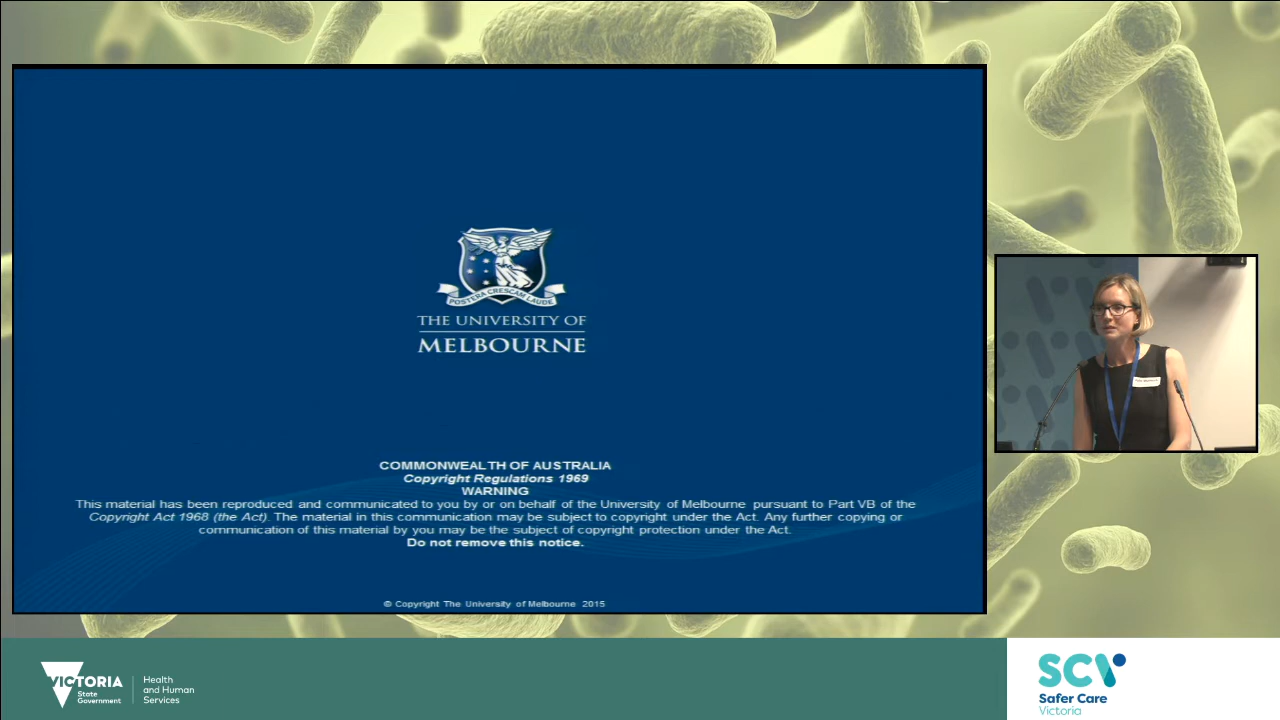 POSTERA CRESCAM LAUDE
THE UNIVERSITY OF
MELBOURNE
COMMONWEALTH OF AUSTRALIA
Copyright Regulations 1969
WARNING
This material has been reproduced and communicated to you by or on behalf of the University of Melbourne pursuant to Part VB of the
Copyright Act 1968 (the Act). The material in this communication may be subject to copyright under the Act. Any further copying or
communication of this material by you may be the subject of copyright protection under the Act.
Do not remove this notice.
© Copyright The University of Melbourne 2015
VICTORIA
State
Government
Health
and Human
Services
SCV
Safer Care
Victoria